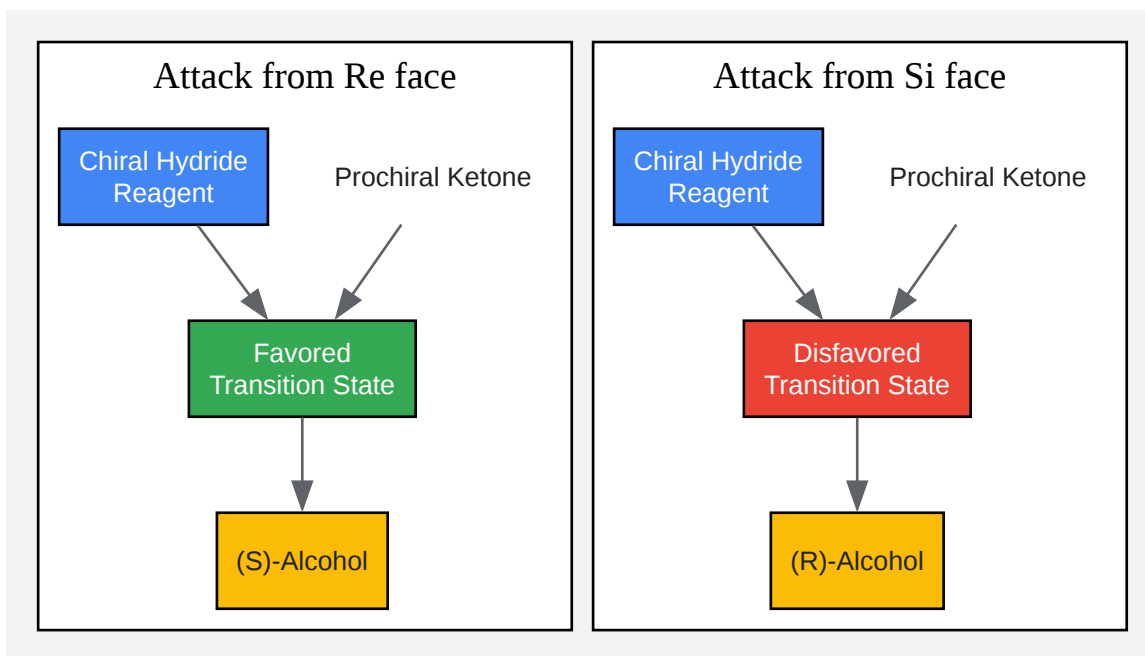 Attack from Re face
Chiral Hydride
Reagent
Prochiral Ketone
Favored
Transition State
(S)-Alcohol
Attack from Si face
Chiral Hydride
Reagent
Prochiral Ketone
Disfavored
Transition State
(R)-Alcohol